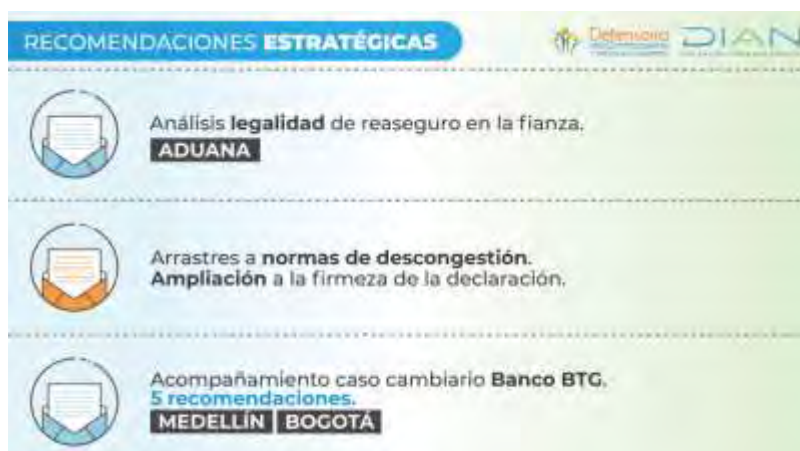 RECOMENDACIONES ESTRATÉGICAS
Defensoría DIAN
Análisis legalidad de reaseguro en la fianza.
ADUANA
Arrastres a normas de descongestión.
Ampliación a la firmeza de la declaración.
Acompañamiento caso cambiario Banco BTG.
5 recomendaciones.
MEDELLÍN BOGOTÁ